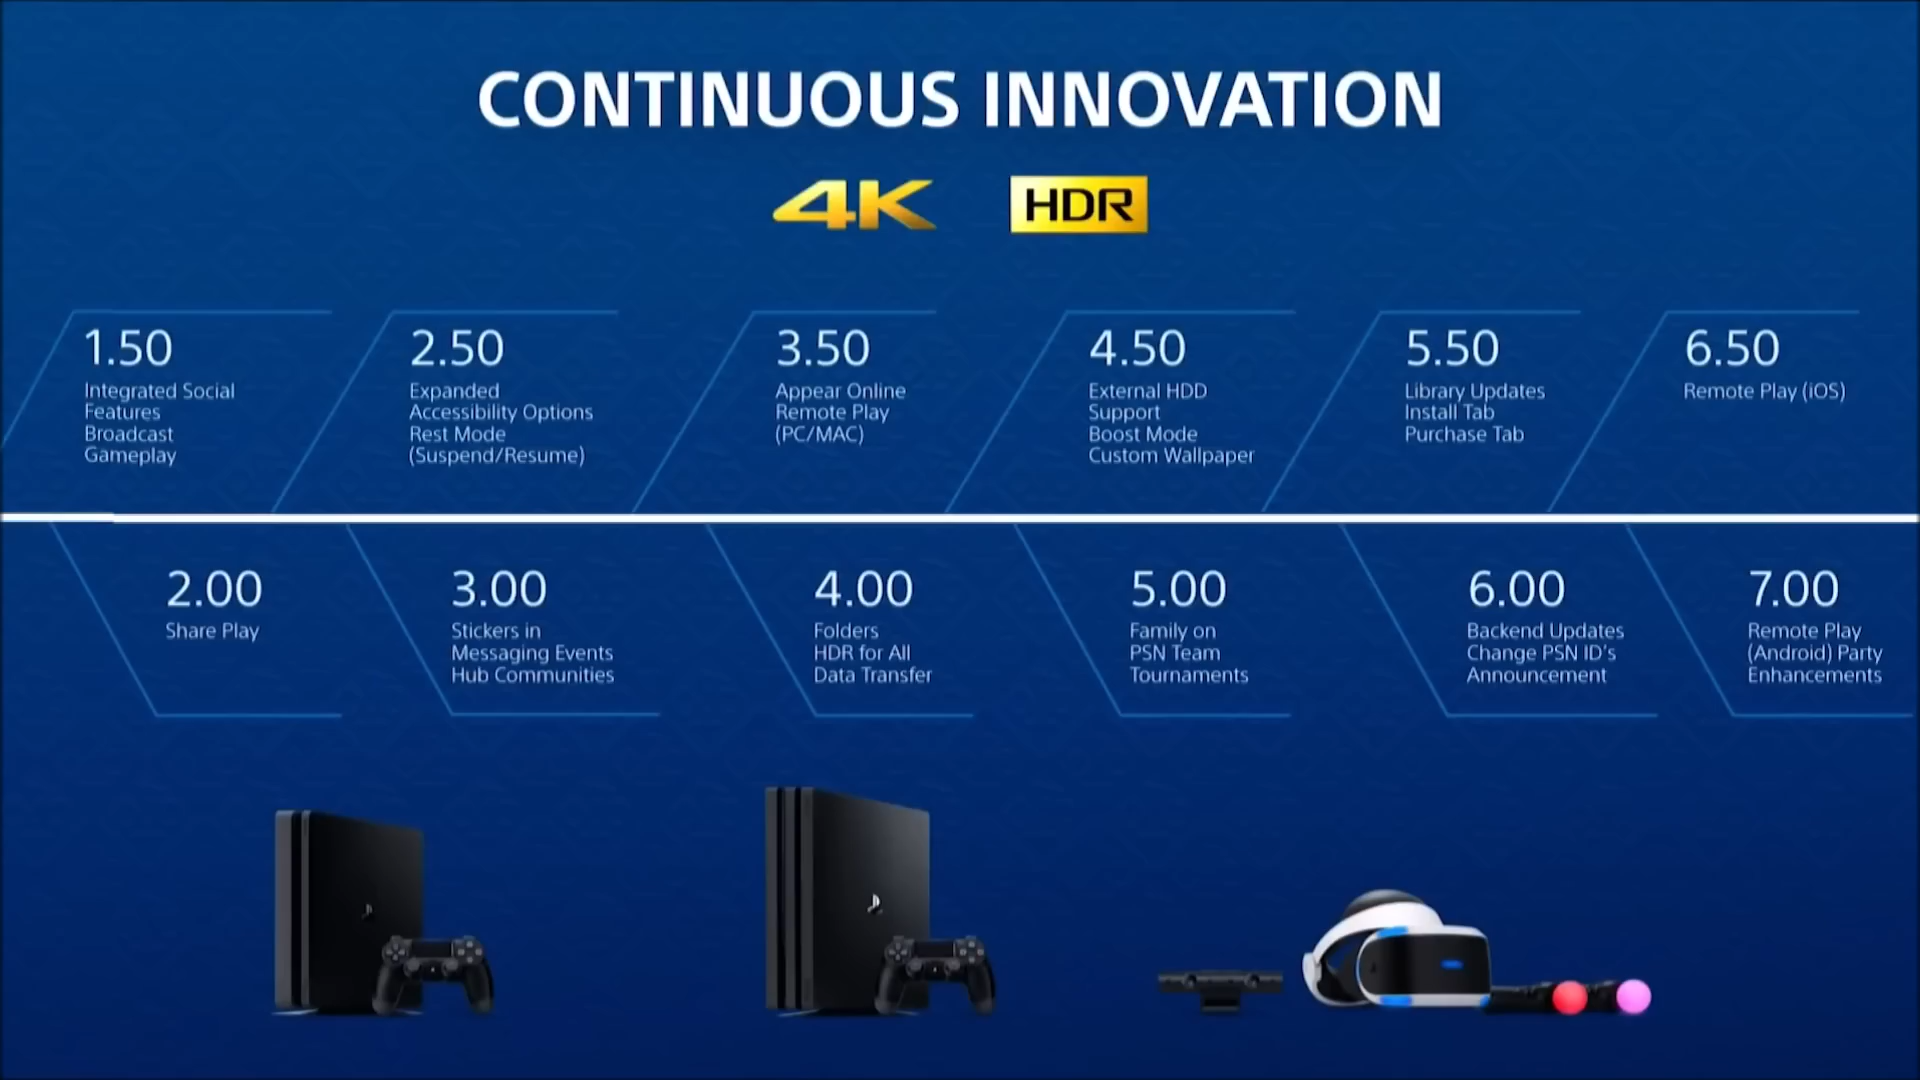 CONTINUOUS INNOVATION
4K HDR
1.50
Integrated Social
Features
Broadcast
Gameplay
2.50
Expanded
Accessibility Options
Rest Mode
(Suspend/Resume)
3.50
Appear Online
Remote Play
(PC/MAC)
4.50
External HDD
Support
Boost Mode
Custom Wallpaper
5.50
Library Updates
Install Tab
Purchase Tab
6.50
Remote Play (iOS)
2.00
Share Play
3.00
Stickers in
Messaging Events
Hub Communities
4.00
Folders
HDR for All
Data Transfer
5.00
Family on
PSN Team
Tournaments
6.00
Backend Updates
Change PSN ID's
Announcement
7.00
Remote Play
(Android) Party
Enhancements